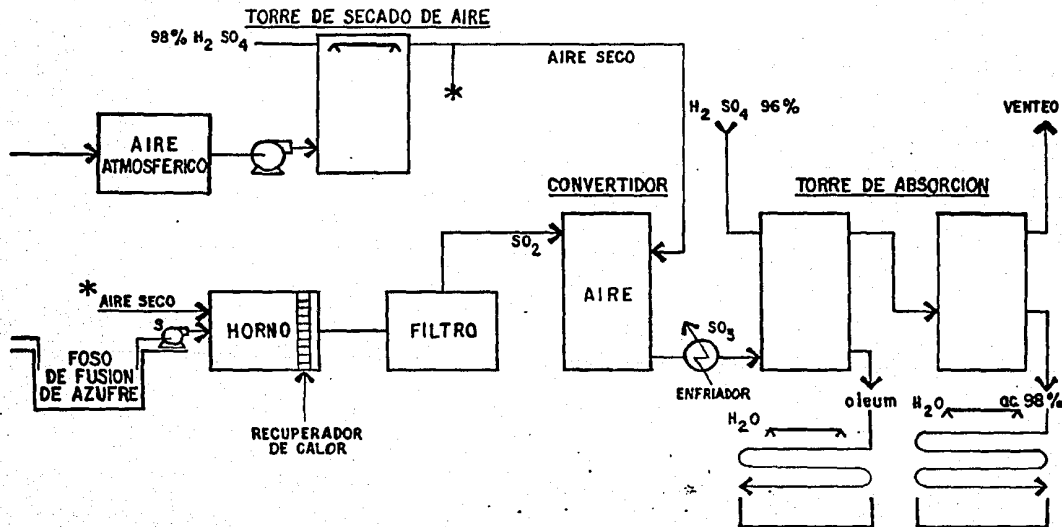 TORRE DE SECADO DE AIRE
98% H2 SO4
AIRE SECO
*
H2 SO4 96%
VENTEO
AIRE
ATMOSFERICO
CONVERTIDOR
TORRE DE ABSORCION
SO2
AIRE
* AIRE SECO
S
HORNO
FILTRO
SO3
FOSO
DE FUSION
DE AZUFRE
ENFRIADOR
oleum
H2O
ac. 98%
H2O
RECUPERADOR
DE CALOR